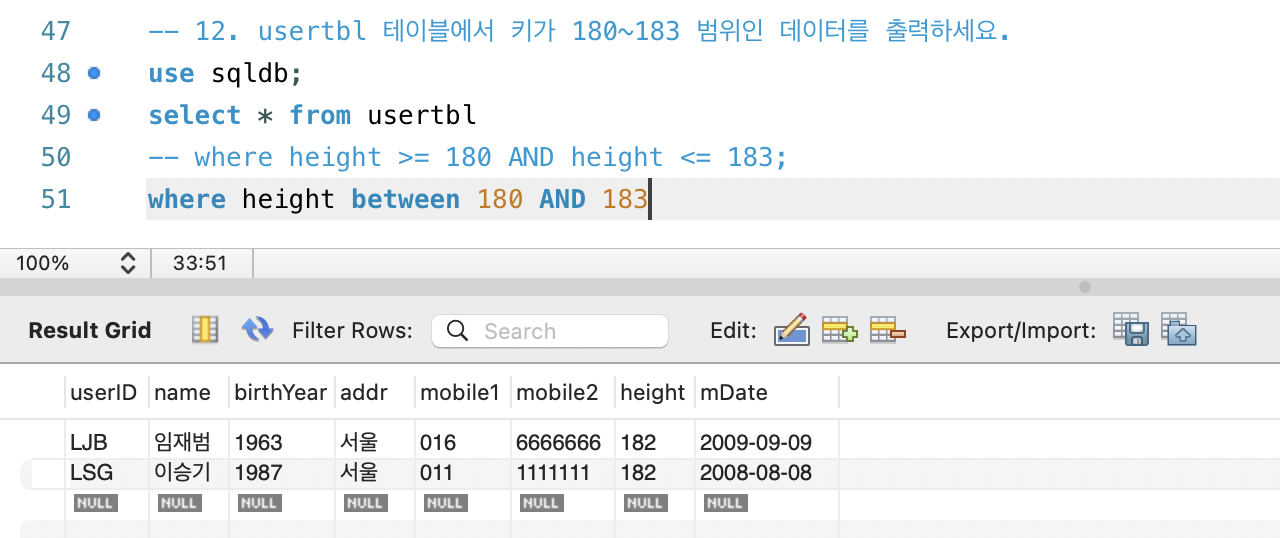 47 -- 12. usertbl 테이블에서 키가 180~183 범위인 데이터를 출력하세요.
48 use sqldb;
49 select * from usertbl
50 -- where height >= 180 AND height <= 183;
51 where height between 180 AND 183
100% 33:51
Result Grid Filter Rows: Search Edit: Export/Import:
userID name birthYear addr mobile1 mobile2 height mDate
LJB 임재범 1963 서울 016 6666666 182 2009-09-09
LSG 이승기 1987 서울 011 1111111 182 2008-08-08
NULL NULL NULL NULL NULL NULL NULL NULL